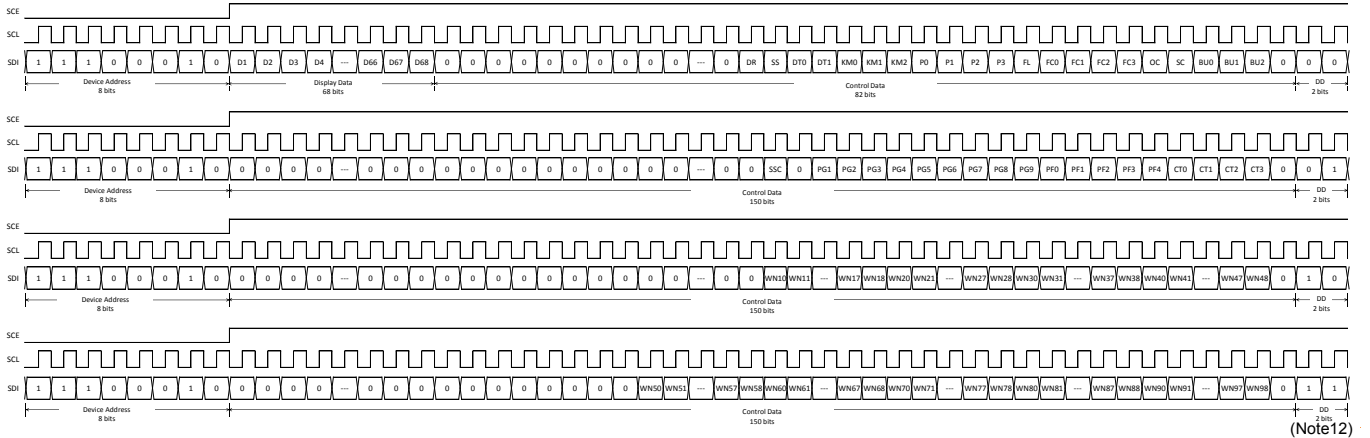 SCE
SCL
SDI 1 1 1 0 0 0 1 0 D1 D2 D3 D4 --- D66 D67 D68 0 0 0 0 0 0 0 0 0 0 --- 0 DR SS DT0 DT1 KM0 KM1 KM2 P0 P1 P2 P3 FL FC0 FC1 FC2 FC3 OC SC BU0 BU1 BU2 0 0 0
Device Address Display Data Control Data DD
8 bits 68 bits 82 bits 2 bits
SCE
SCL
SDI 1 1 1 0 0 0 1 0 0 0 0 0 --- 0 0 0 0 0 0 0 0 0 0 0 0 0 --- 0 0 SSC 0 PG1 PG2 PG3 PG4 PG5 PG6 PG7 PG8 PG9 PF0 PF1 PF2 PF3 PF4 CT0 CT1 CT2 CT3 0 0 1
Device Address Control Data DD
8 bits 150 bits 2 bits
SCE
SCL
SDI 1 1 1 0 0 0 1 0 0 0 0 0 --- 0 0 0 0 0 0 0 0 0 0 0 0 0 --- 0 0 WN10 WN11 --- WN17 WN18 WN20 WN21 --- WN27 WN28 WN30 WN31 --- WN37 WN38 WN40 WN41 --- WN47 WN48 0 1 0
Device Address Control Data DD
8 bits 150 bits 2 bits
SCE
SCL
SDI 1 1 1 0 0 0 1 0 0 0 0 0 --- 0 0 0 0 0 0 0 0 0 0 0 WN50 WN51 --- WN57 WN58 WN60 WN61 --- WN67 WN68 WN70 WN71 --- WN77 WN78 WN80 WN81 --- WN87 WN88 WN90 WN91 --- WN97 WN98 0 1 1
Device Address Control Data DD
8 bits 150 bits 2 bits
(Note12)